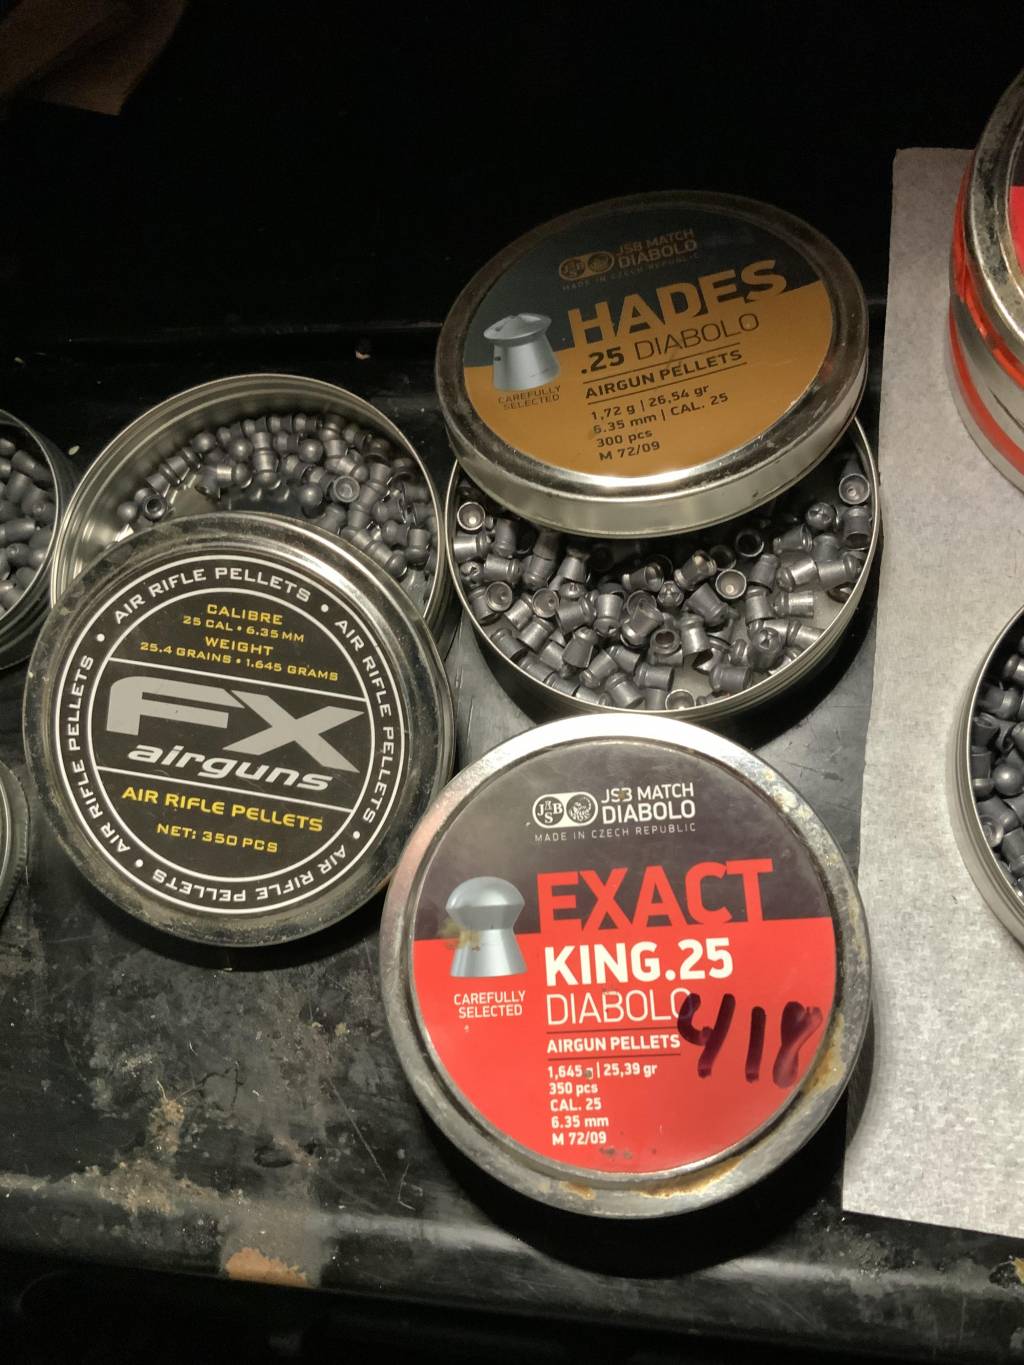 JSB MATCH
DIABOLO
MADE IN CZECH REPUBLIC
HADES
.25 DIABOLO
AIRGUN PELLETS
CAREFULLY
SELECTED
1,72 g | 26,54 gr
6.35 mm | CAL. 25
300 pcs
M 72/09
AIR RIFLE PELLETS • AIR RIFLE PELLETS • AIR RIFLE PELLETS • AIR RIFLE PELLETS •
CALIBRE
25 CAL • 6.35 MM
WEIGHT
25.4 GRAINS • 1.645 GRAMS
FX
airguns
AIR RIFLE PELLETS
NET: 350 PCS
JSB
JSB MATCH
DIABOLO
MADE IN CZECH REPUBLIC
EXACT
KING.25
DIABOLO
CAREFULLY
SELECTED
AIRGUN PELLETS
418
1,645 g | 25,39 gr
350 pcs
CAL. 25
6.35 mm
M 72/09